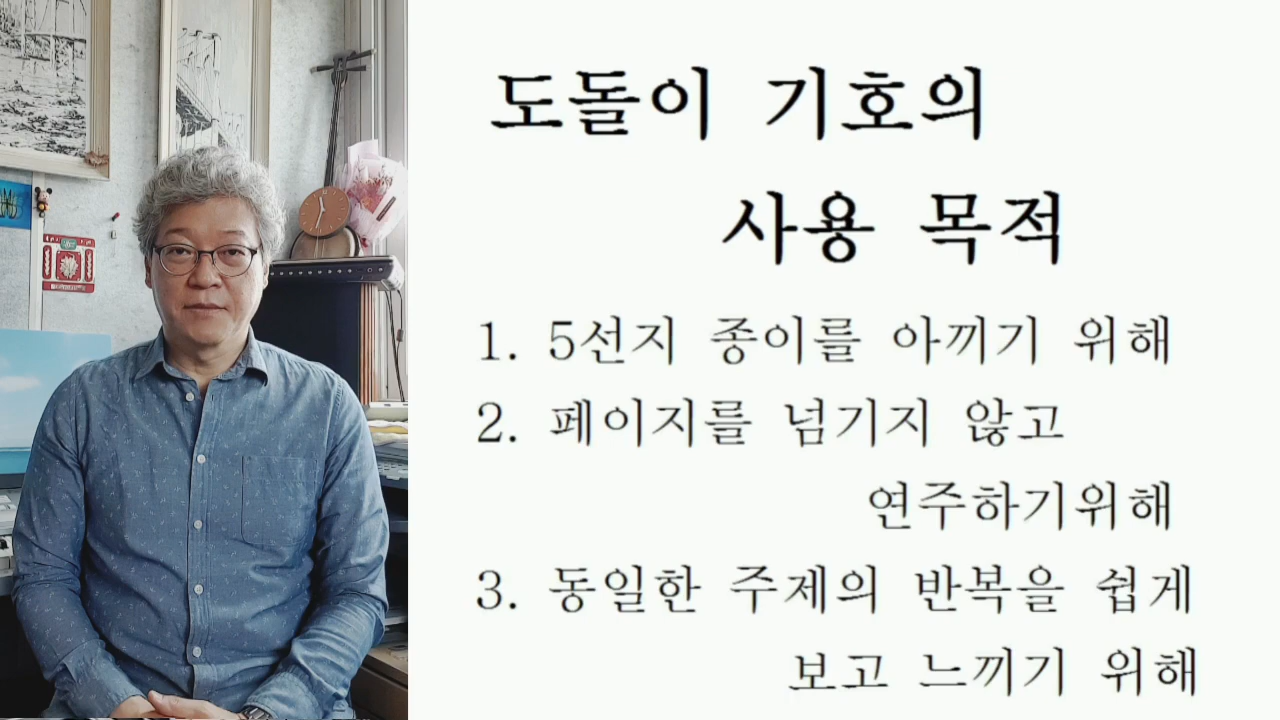 도돌이 기호의
사용 목적
1. 5선지 종이를 아끼기 위해
2. 페이지를 넘기지 않고
연주하기위해
3. 동일한 주제의 반복을 쉽게
보고 느끼기 위해